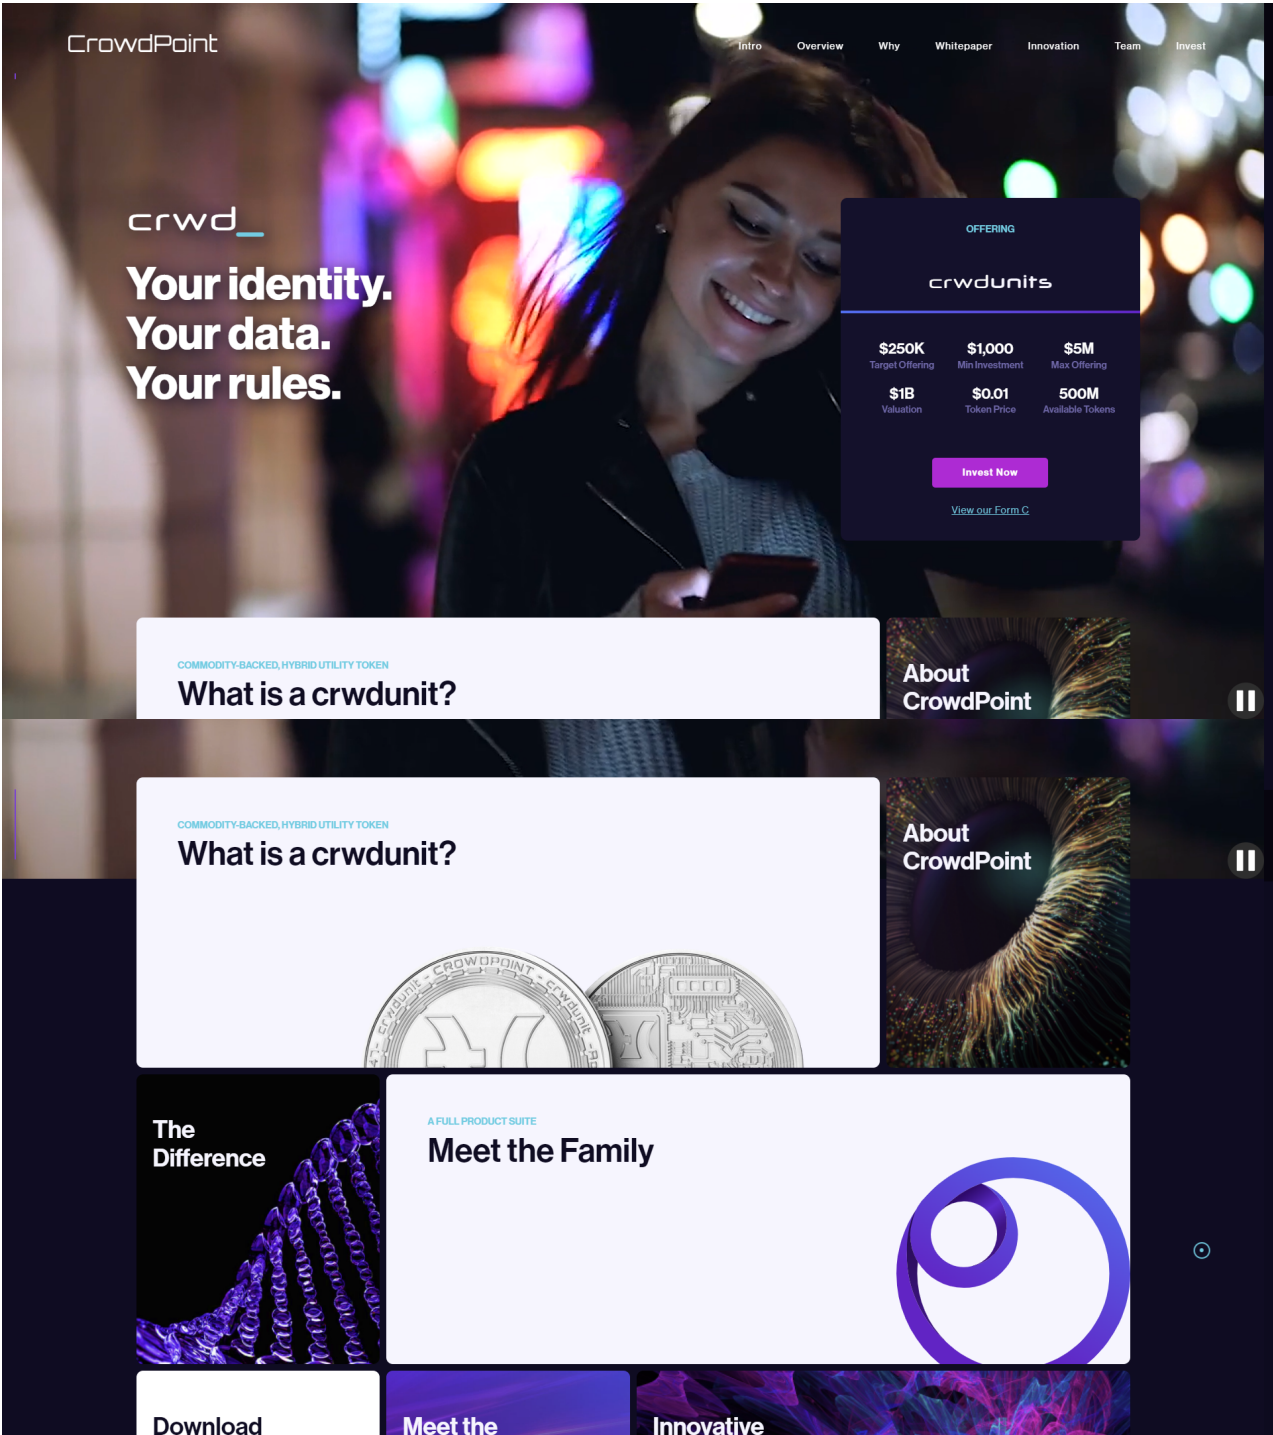 CrowdPoint
Intro Overview Why Whitepaper Innovation Team Invest
crwd_
Your identity.
Your data.
Your rules.
OFFERING
crwdunits
$250K $1,000 $5M
Target Offering Min Investment Max Offering
$1B $0.01 500M
Valuation Token Price Available Tokens
Invest Now
View our Form C
COMMODITY-BACKED, HYBRID UTILITY TOKEN
What is a crwdunit?
About
CrowdPoint
COMMODITY-BACKED, HYBRID UTILITY TOKEN
What is a crwdunit?
About
CrowdPoint
crwdunit - CROWDPOINT - crwdunit -
The
Difference
A FULL PRODUCT SUITE
Meet the Family
Download
Meet the
Innovative